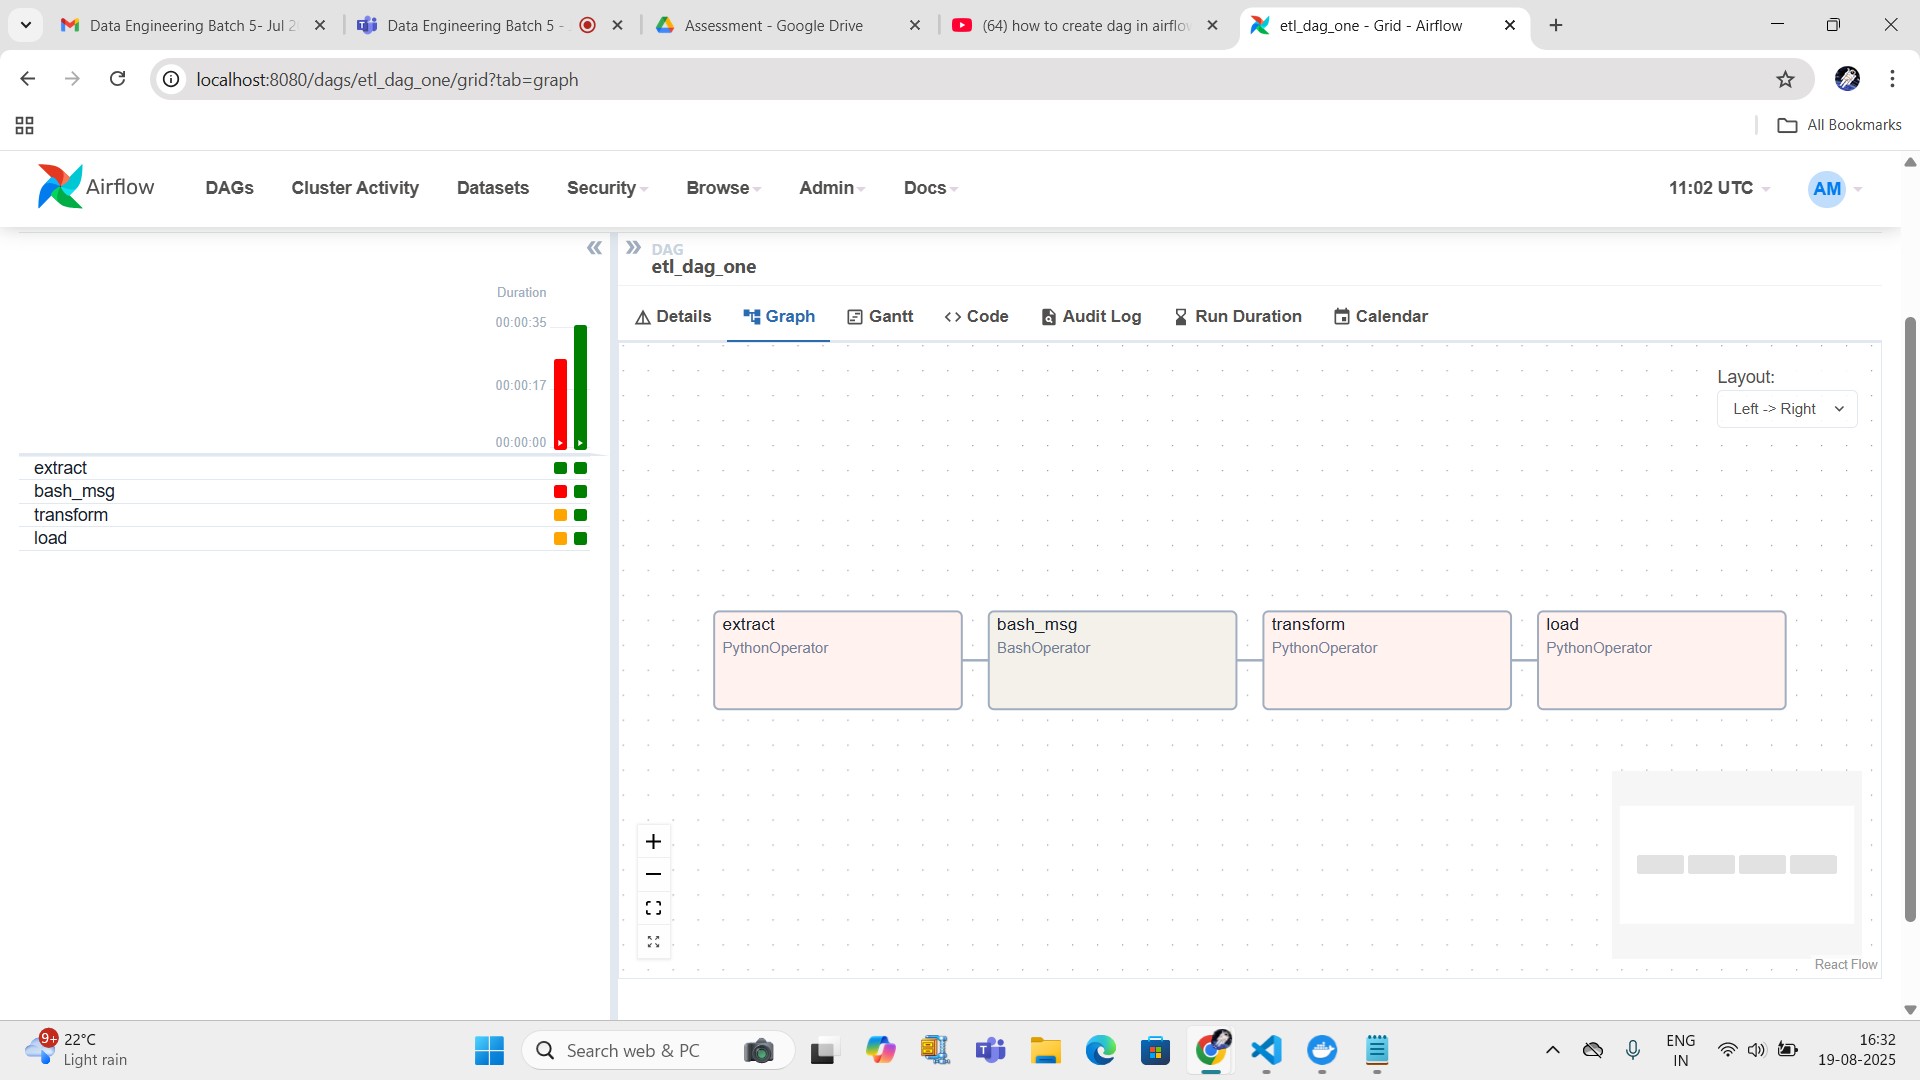 Data Engineering Batch 5- Jul 2
Data Engineering Batch 5 -
Assessment - Google Drive
(64) how to create dag in airflow
etl_dag_one - Grid - Airflow
localhost:8080/dags/etl_dag_one/grid?tab=graph
All Bookmarks
Airflow
DAGs
Cluster Activity
Datasets
Security
Browse
Admin
Docs
11:02 UTC
AM
DAG
etl_dag_one
Duration
00:00:35
00:00:17
00:00:00
extract
bash_msg
transform
load
Details
Graph
Gantt
<> Code
Audit Log
Run Duration
Calendar
Layout:
Left -> Right
extract
PythonOperator
bash_msg
BashOperator
transform
PythonOperator
load
PythonOperator
React Flow
9+
22°C
Light rain
Search web & PC
ENG
IN
16:32
19-08-2025